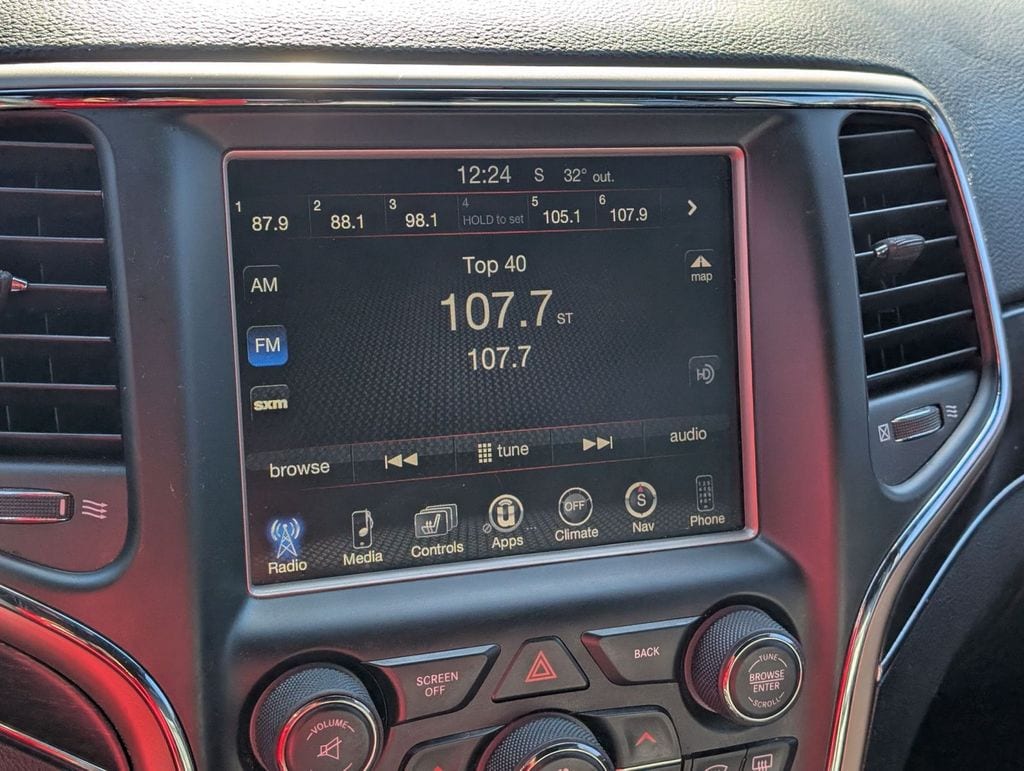 12:24 S 32° out.
1 87.9 2 88.1 3 98.1 4 HOLD to set 5 105.1 6 107.9
Top 40
AM
map
107.7 ST
FM
107.7
HD
sxm
browse tune audio
Radio Media Controls Apps OFF Climate S Nav Phone
SCREEN
OFF
BACK
TUNE
BROWSE
ENTER
SCROLL
VOLUME